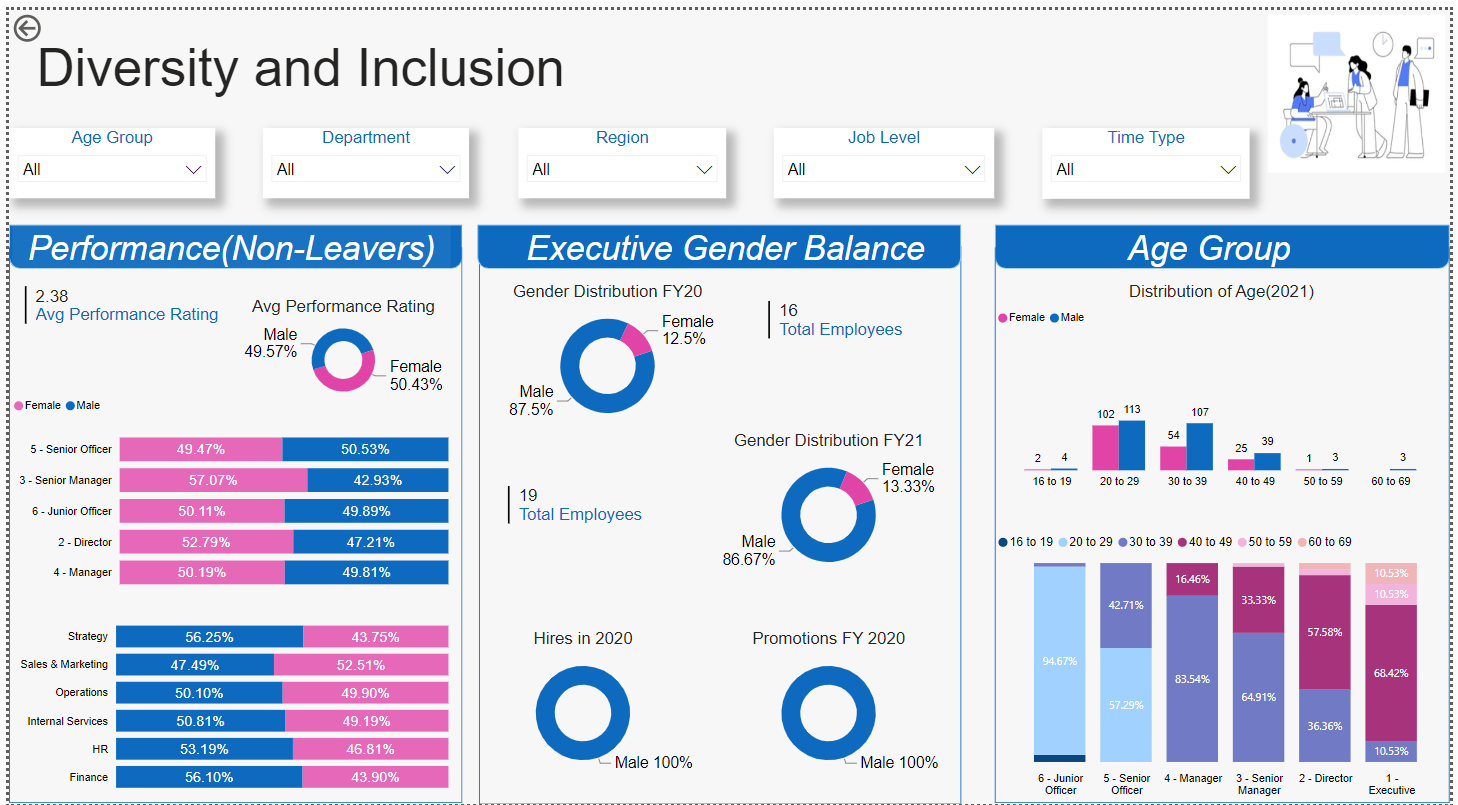 Diversity and Inclusion
Age Group
All
Department
All
Region
All
Job Level
All
Time Type
All
Performance(Non-Leavers)
2.38
Avg Performance Rating
Avg Performance Rating
Male
49.57%
Female
50.43%
Female Male
5 - Senior Officer 49.47% 50.53%
3 - Senior Manager 57.07% 42.93%
6 - Junior Officer 50.11% 49.89%
2 - Director 52.79% 47.21%
4 - Manager 50.19% 49.81%
Strategy 56.25% 43.75%
Sales & Marketing 47.49% 52.51%
Operations 50.10% 49.90%
Internal Services 50.81% 49.19%
HR 53.19% 46.81%
Finance 56.10% 43.90%
Executive Gender Balance
Gender Distribution FY20
Female
12.5%
Male
87.5%
16
Total Employees
Gender Distribution FY21
Female
13.33%
Male
86.67%
19
Total Employees
Hires in 2020
Male 100%
Promotions FY 2020
Male 100%
Age Group
Distribution of Age(2021)
Female Male
2 4 102 113 54 107 25 39 1 3 3
16 to 19 20 to 29 30 to 39 40 to 49 50 to 59 60 to 69
16 to 19 20 to 29 30 to 39 40 to 49 50 to 59 60 to 69
94.67%
42.71%
57.29%
16.46%
83.54%
33.33%
64.91%
57.58%
36.36%
10.53%
10.53%
68.42%
10.53%
6 - Junior
Officer
5 - Senior
Officer
4 - Manager
3 - Senior
Manager
2 - Director
1 -
Executive